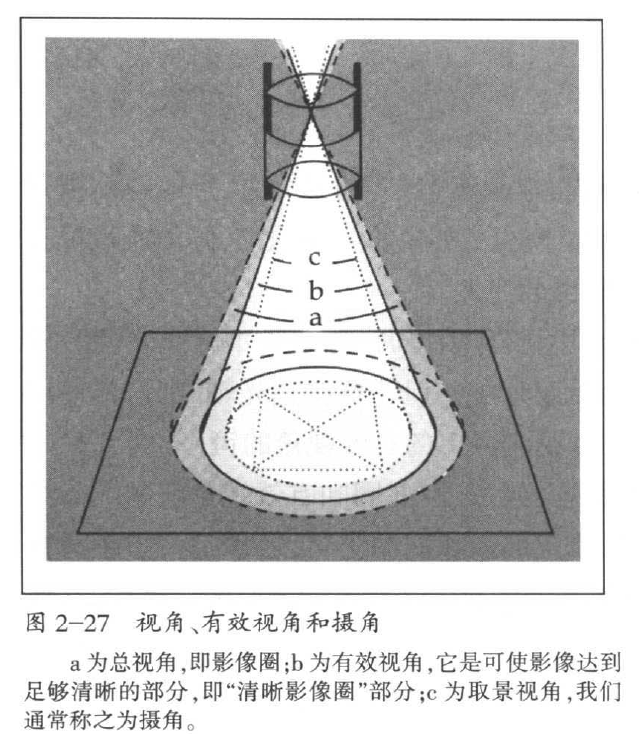 c
b
a
图 2-27 视角、有效视角和摄角
a 为总视角,即影像圈;b 为有效视角,它是可使影像达到
足够清晰的部分,即“清晰影像圈”部分;c 为取景视角,我们
通常称之为摄角。